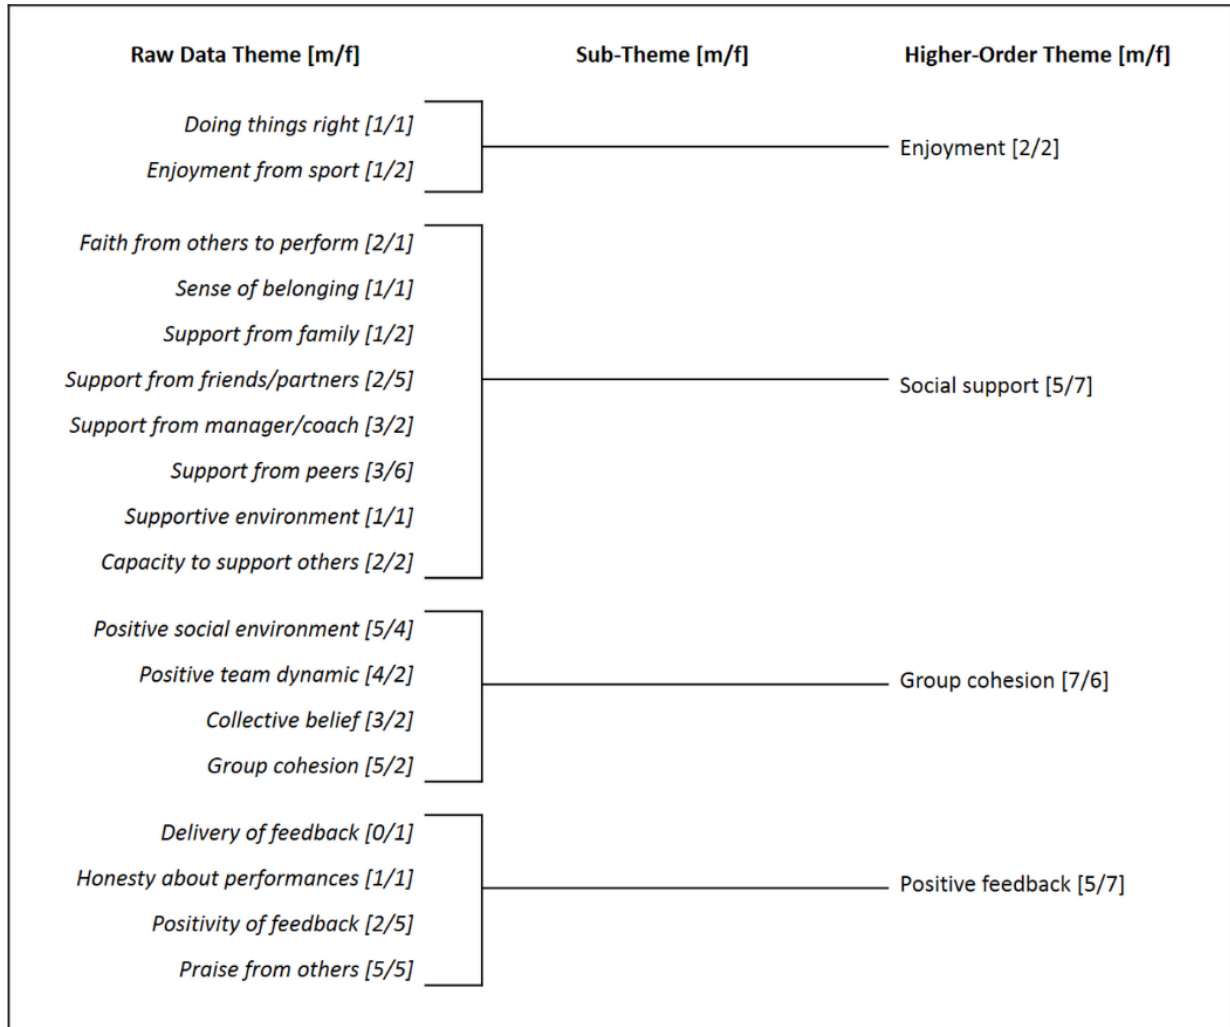 Raw Data Theme [m/f] Sub-Theme [m/f] Higher-Order Theme [m/f]
Doing things right [1/1]
Enjoyment [2/2]
Enjoyment from sport [1/2]
Faith from others to perform [2/1]
Sense of belonging [1/1]
Support from family [1/2]
Support from friends/partners [2/5]
Social support [5/7]
Support from manager/coach [3/2]
Support from peers [3/6]
Supportive environment [1/1]
Capacity to support others [2/2]
Positive social environment [5/4]
Positive team dynamic [4/2]
Group cohesion [7/6]
Collective belief [3/2]
Group cohesion [5/2]
Delivery of feedback [0/1]
Honesty about performances [1/1]
Positive feedback [5/7]
Positivity of feedback [2/5]
Praise from others [5/5]